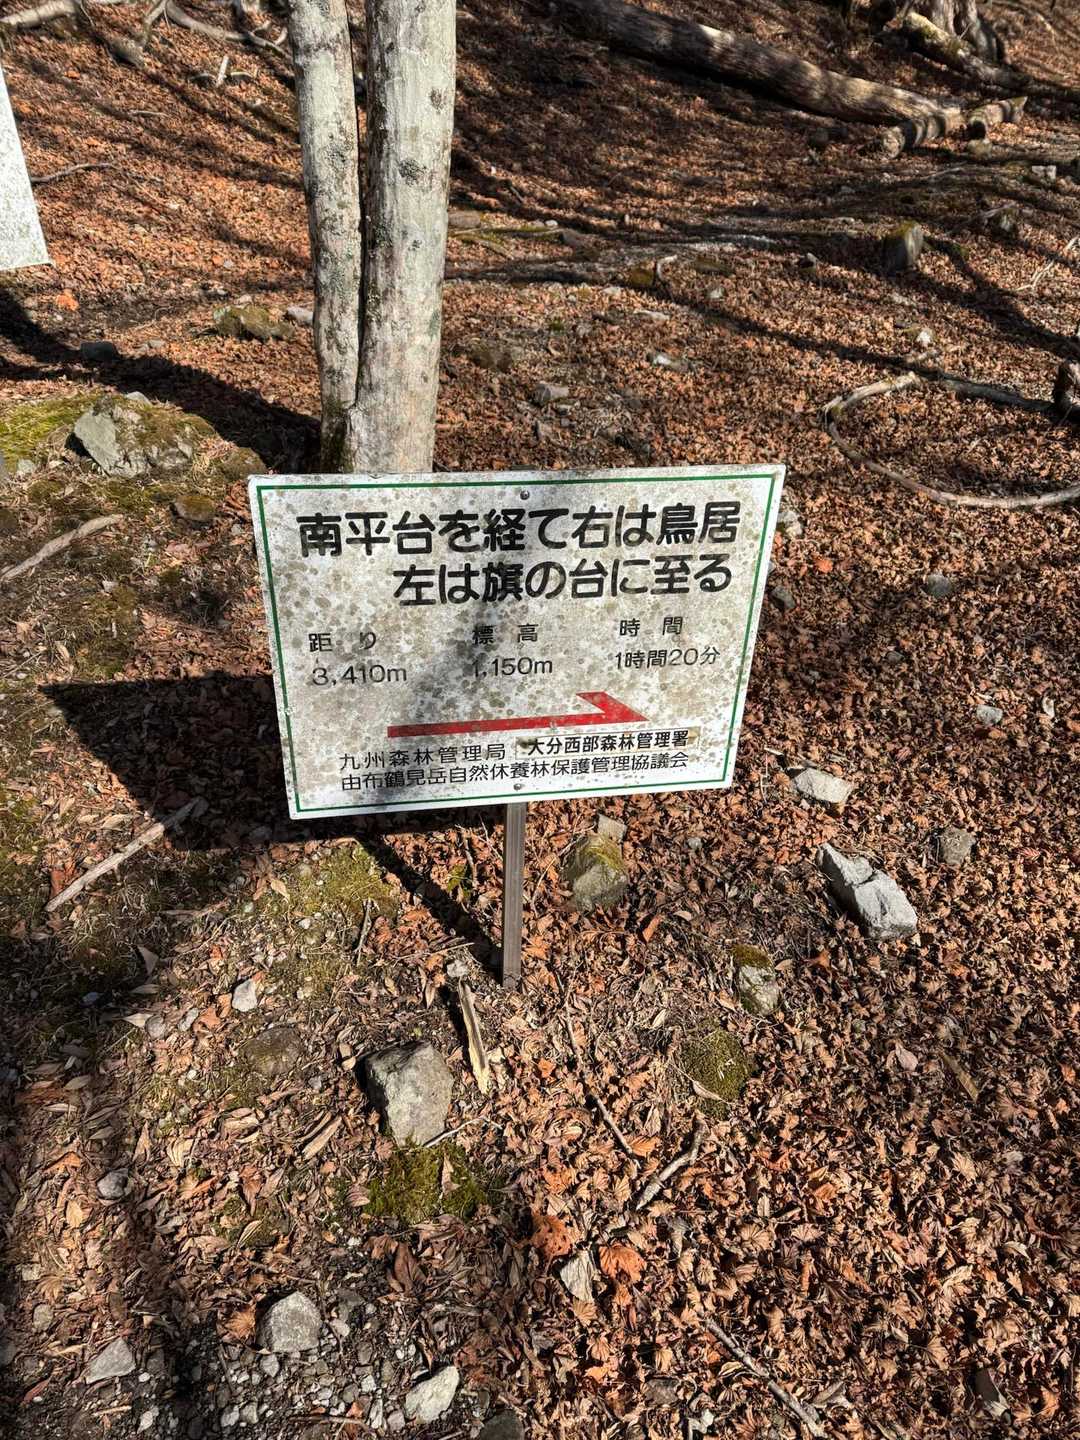 南平台を経て右は鳥居
左は旗の台に至る
距り 標高 時間
3,410m 1,150m 1時間20分
九州森林管理局 大分西部森林管理署
由布鶴見岳自然休養林保護管理協議会